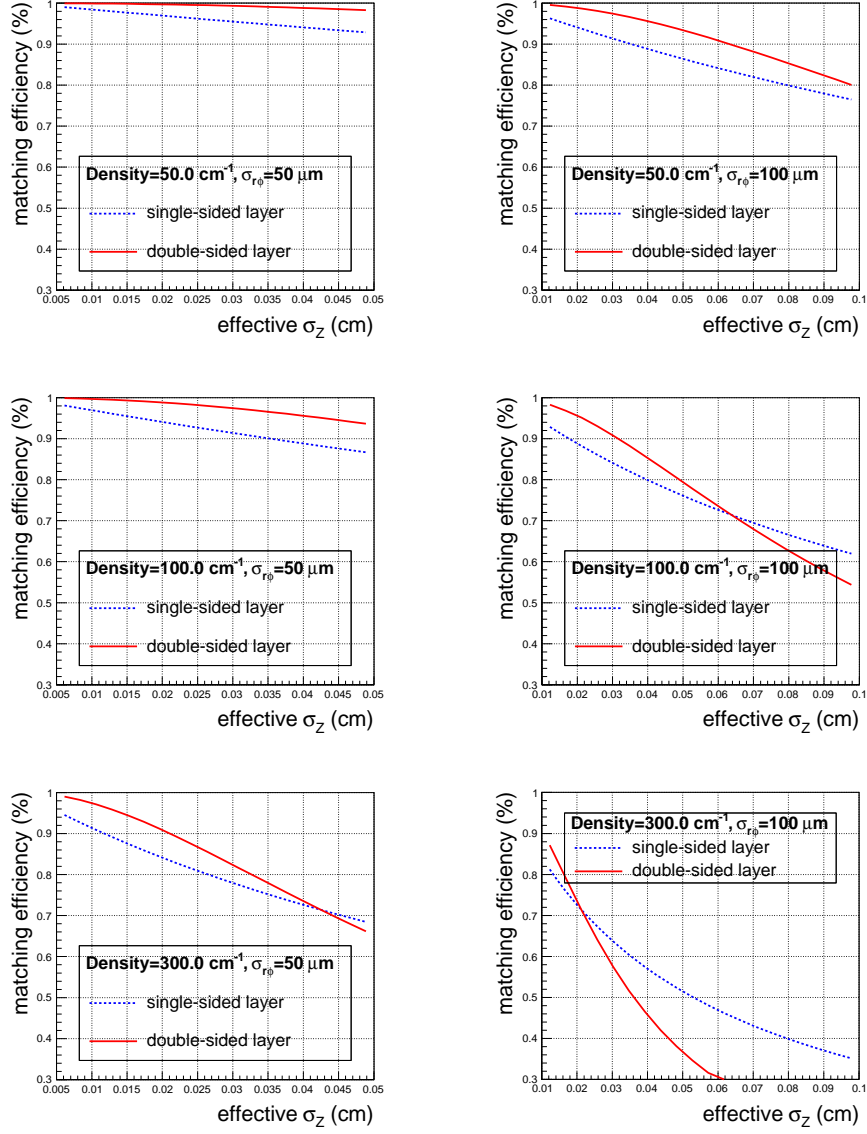 matching efficiency (%)
1
0.9
0.8
0.7
0.6
0.5
0.4
0.3
Density=50.0 cm⁻¹, σrϕ=50 μm
single-sided layer
double-sided layer
0.005 0.01 0.015 0.02 0.025 0.03 0.035 0.04 0.045 0.05
effective σZ (cm)
matching efficiency (%)
1
0.9
0.8
0.7
0.6
0.5
0.4
0.3
Density=50.0 cm⁻¹, σrϕ=100 μm
single-sided layer
double-sided layer
0.01 0.02 0.03 0.04 0.05 0.06 0.07 0.08 0.09 0.1
effective σZ (cm)
matching efficiency (%)
1
0.9
0.8
0.7
0.6
0.5
0.4
0.3
Density=100.0 cm⁻¹, σrϕ=50 μm
single-sided layer
double-sided layer
0.005 0.01 0.015 0.02 0.025 0.03 0.035 0.04 0.045 0.05
effective σZ (cm)
matching efficiency (%)
1
0.9
0.8
0.7
0.6
0.5
0.4
0.3
Density=100.0 cm⁻¹, σrϕ=100 μm
single-sided layer
double-sided layer
0.01 0.02 0.03 0.04 0.05 0.06 0.07 0.08 0.09 0.1
effective σZ (cm)
matching efficiency (%)
1
0.9
0.8
0.7
0.6
0.5
0.4
0.3
Density=300.0 cm⁻¹, σrϕ=50 μm
single-sided layer
double-sided layer
0.005 0.01 0.015 0.02 0.025 0.03 0.035 0.04 0.045 0.05
effective σZ (cm)
matching efficiency (%)
1
0.9
0.8
0.7
0.6
0.5
0.4
0.3
Density=300.0 cm⁻¹, σrϕ=100 μm
single-sided layer
double-sided layer
0.01 0.02 0.03 0.04 0.05 0.06 0.07 0.08 0.09 0.1
effective σZ (cm)